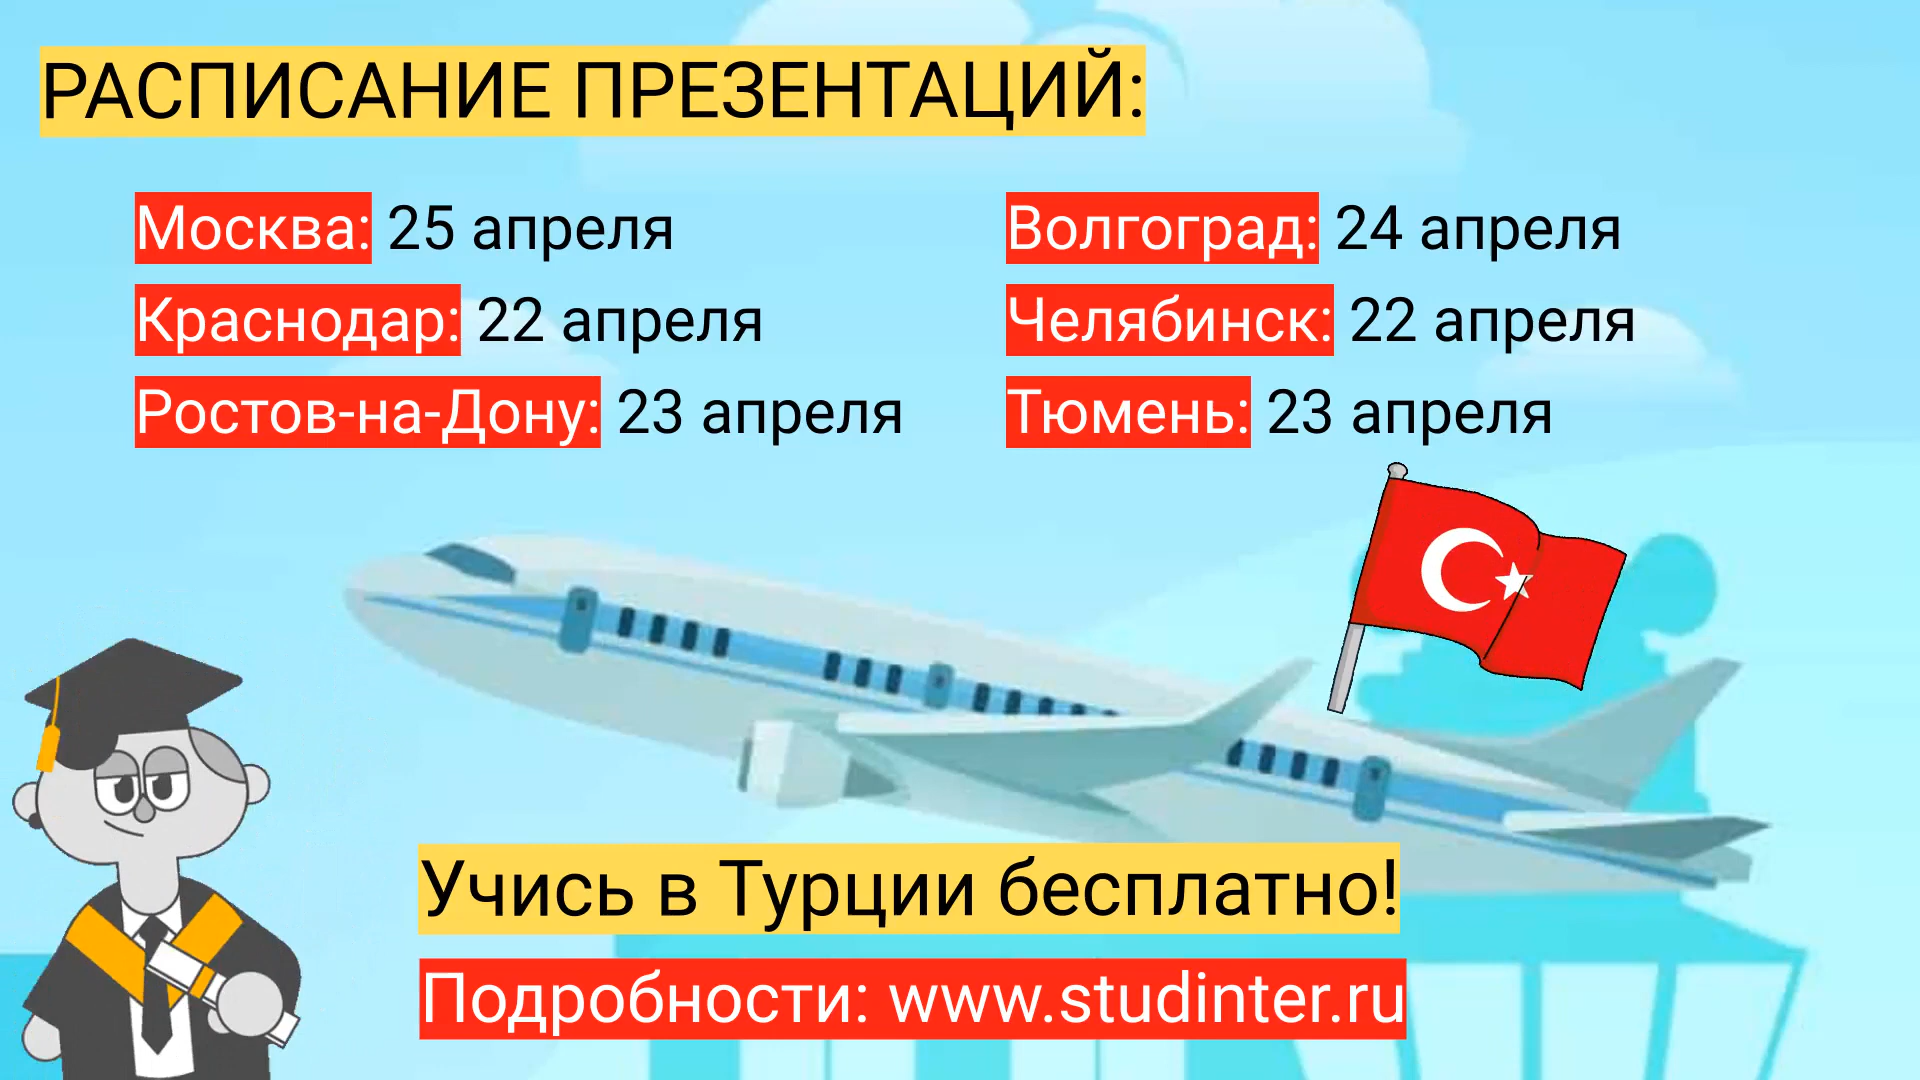 РАСПИСАНИЕ ПРЕЗЕНТАЦИЙ:
Москва: 25 апреля
Краснодар: 22 апреля
Ростов-на-Дону: 23 апреля
Волгоград: 24 апреля
Челябинск: 22 апреля
Тюмень: 23 апреля
Учись в Турции бесплатно!
Подробности: www.studinter.ru